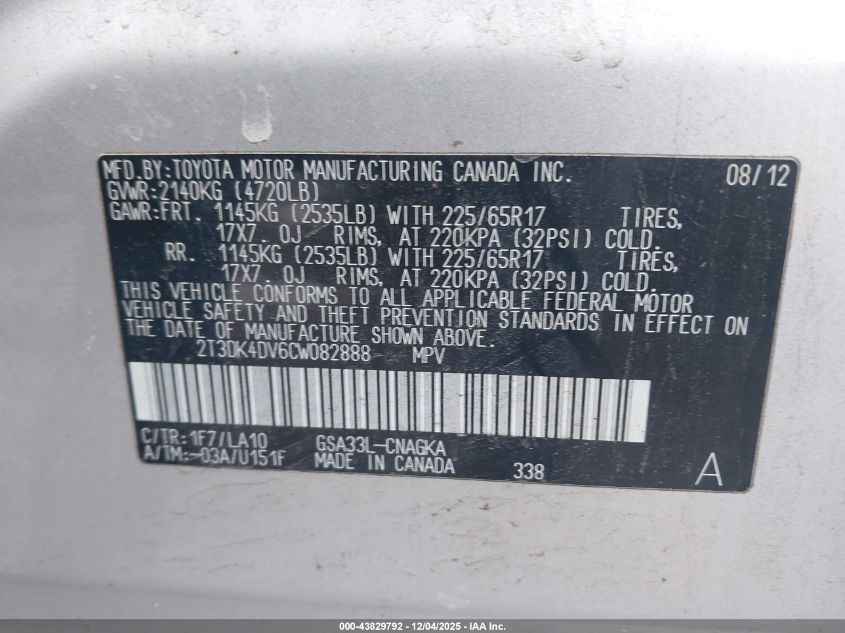 MFD.BY:TOYOTA MOTOR MANUFACTURING CANADA INC. 08/12
GVWR:2140KG (4720LB)
GAWR:FRT. 1145KG (2535LB) WITH 225/65R17 TIRES,
17X7. 0J RIMS, AT 220KPA (32PSI) COLD.
RR. 1145KG (2535LB) WITH 225/65R17 TIRES,
17X7. 0J RIMS, AT 220KPA (32PSI) COLD.
THIS VEHICLE CONFORMS TO ALL APPLICABLE FEDERAL MOTOR
VEHICLE SAFETY AND THEFT PREVENTION STANDARDS IN EFFECT ON
THE DATE OF MANUFACTURE SHOWN ABOVE.
2T3DK4DV6CW082888 MPV
C/TR:1F7/LA10 GSA33L-CNAGKA
A/TM:-03A/U151F MADE IN CANADA 338 A
000-43829792 - 12/04/2025 - IAA Inc.